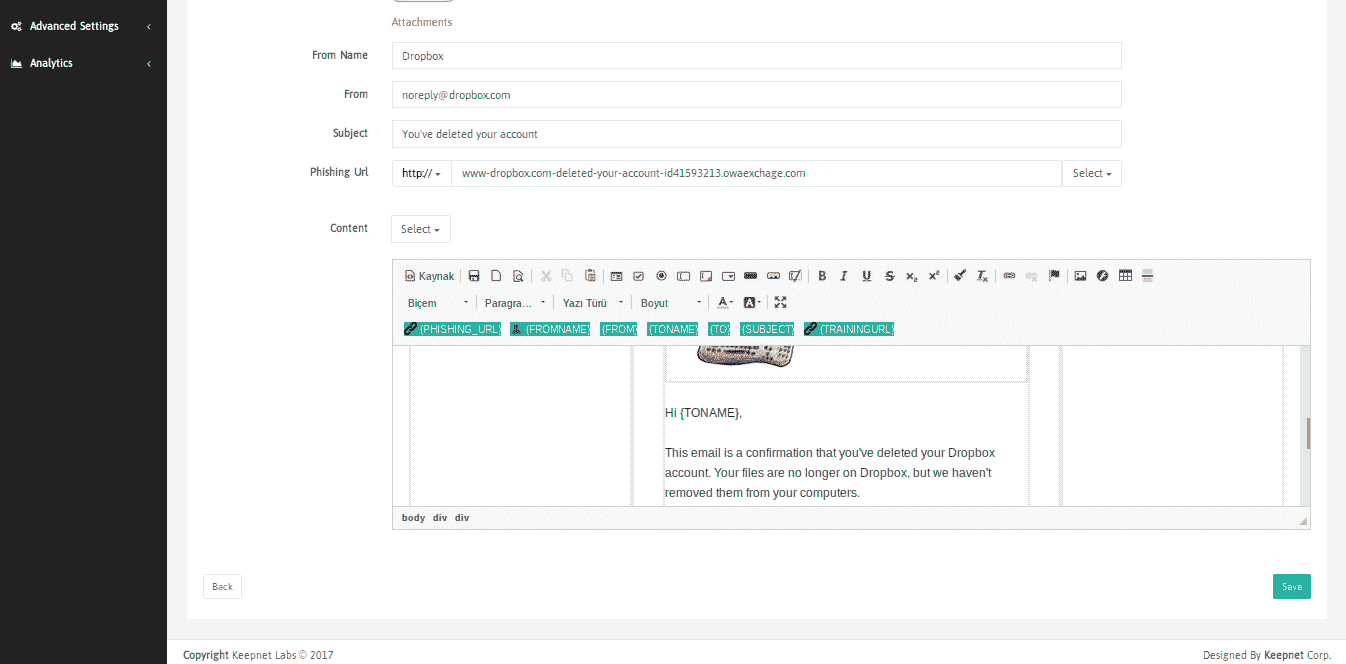 Advanced Settings
Analytics
Attachments
From Name Dropbox
From noreply@dropbox.com
Subject You've deleted your account
Phishing Url http:// www-dropbox.com-deleted-your-account-id41593213.owaexchage.com Select
Content Select
Kaynak
Biçem Paragra... Yazı Türü Boyut A A
{PHISHING_URL} {FROMNAME} {FROM} {TONAME} {TO} {SUBJECT} {TRAININGURL}
Hi {TONAME},
This email is a confirmation that you've deleted your Dropbox
account. Your files are no longer on Dropbox, but we haven't
removed them from your computers.
body div div
Back Save
Copyright Keepnet Labs © 2017 Designed By Keepnet Corp.